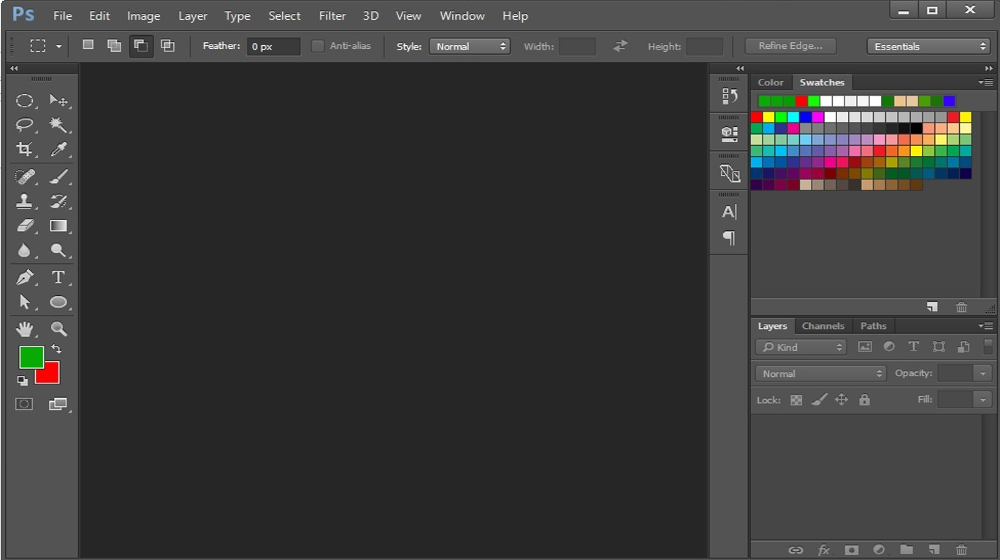 Ps File Edit Image Layer Type Select Filter 3D View Window Help
Feather: 0 px Anti-alias Style: Normal Width: Height: Refine Edge... Essentials
Color Swatches
Layers Channels Paths
Kind
Normal Opacity:
Lock: Fill: